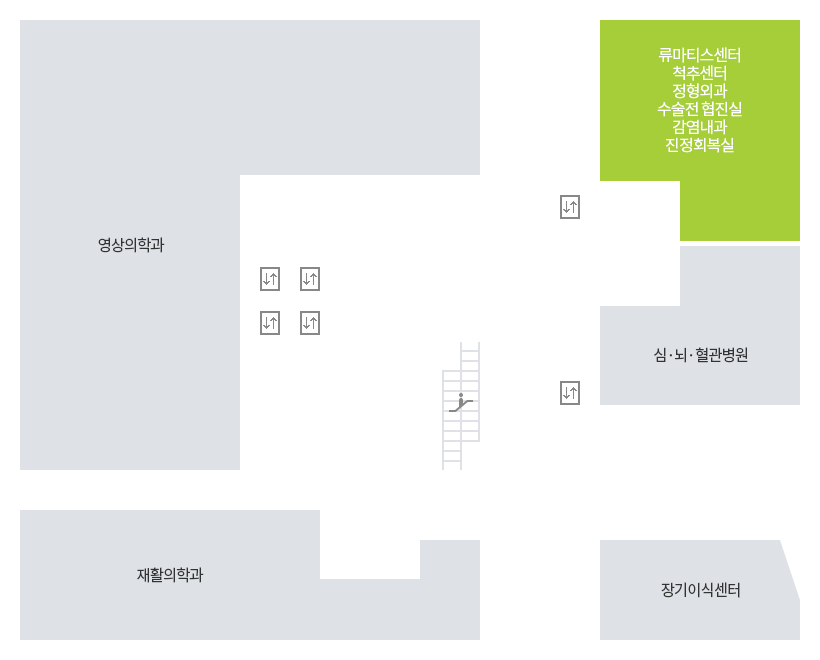 류마티스센터
척추센터
정형외과
수술전 협진실
감염내과
진정회복실
영상의학과
심·뇌·혈관병원
재활의학과
장기이식센터